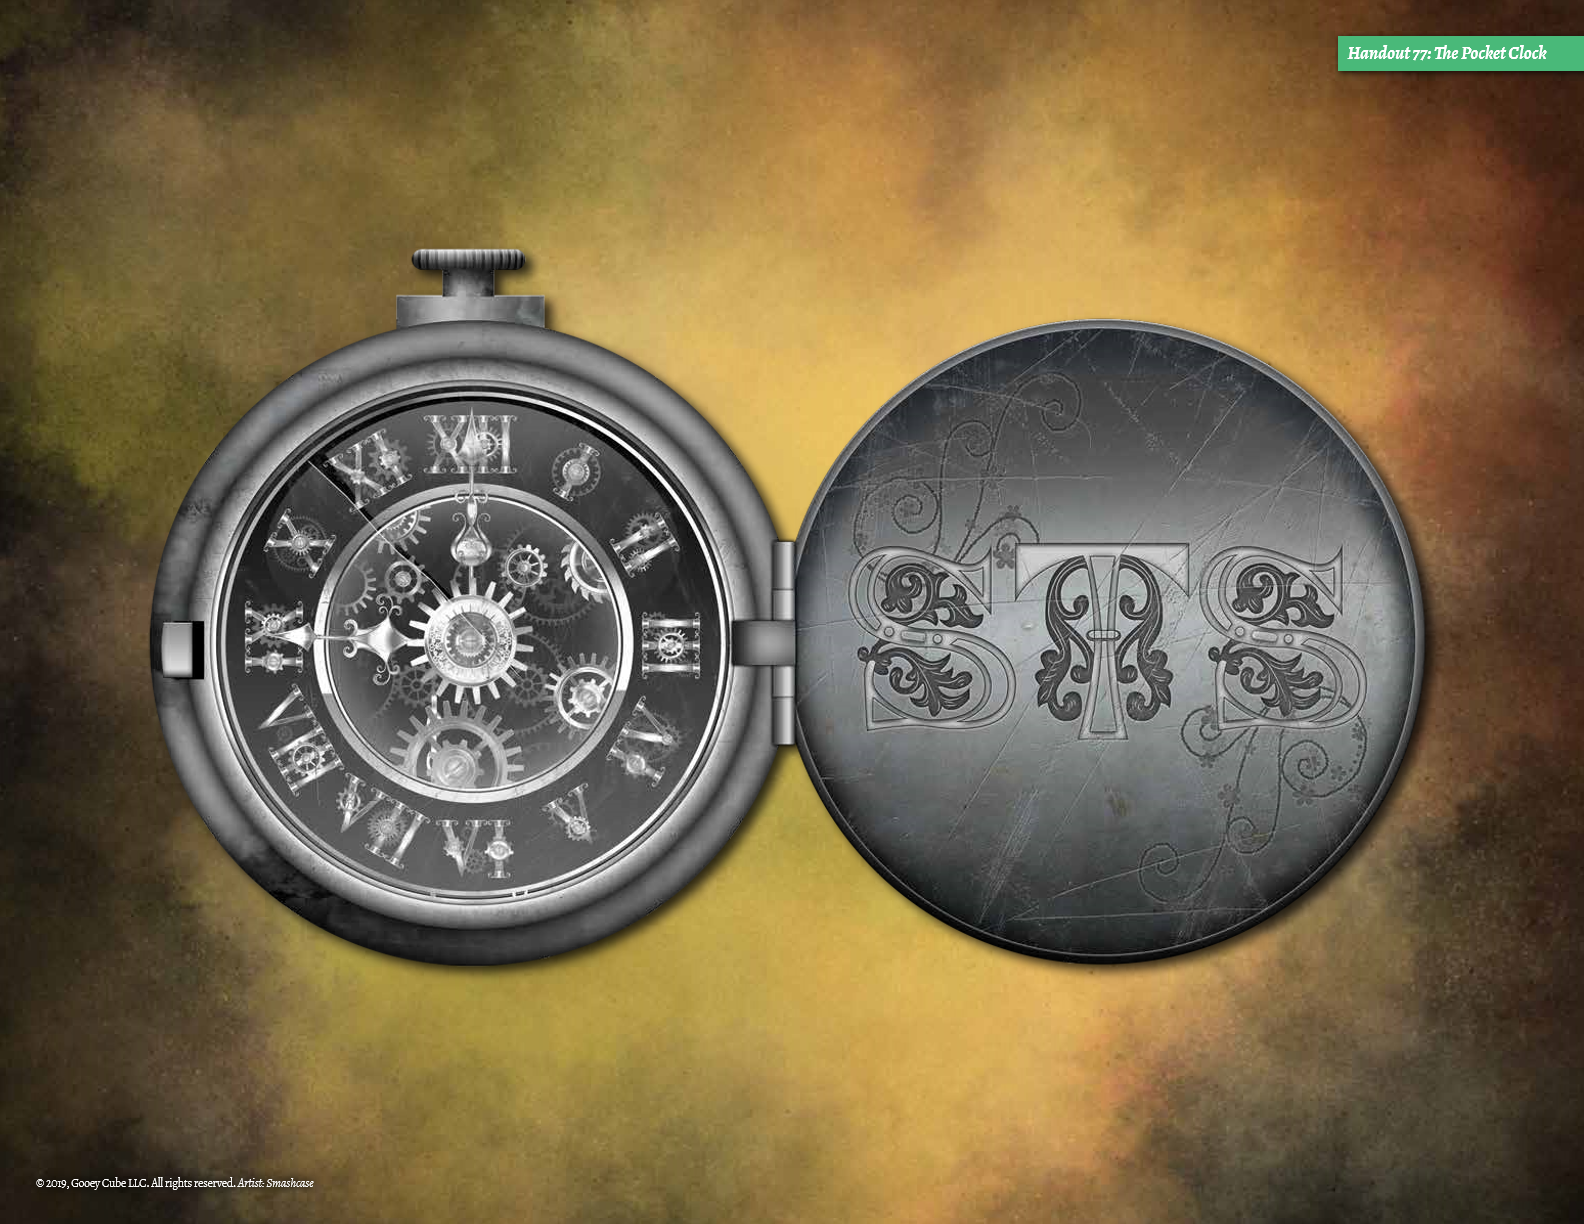 Handout 77: The Pocket Clock
XII
I
II
III
IV
V
VI
VII
VIII
IX
X
XI
STS
© 2019, Gooey Cube LLC. All rights reserved. Artist: Smashcase